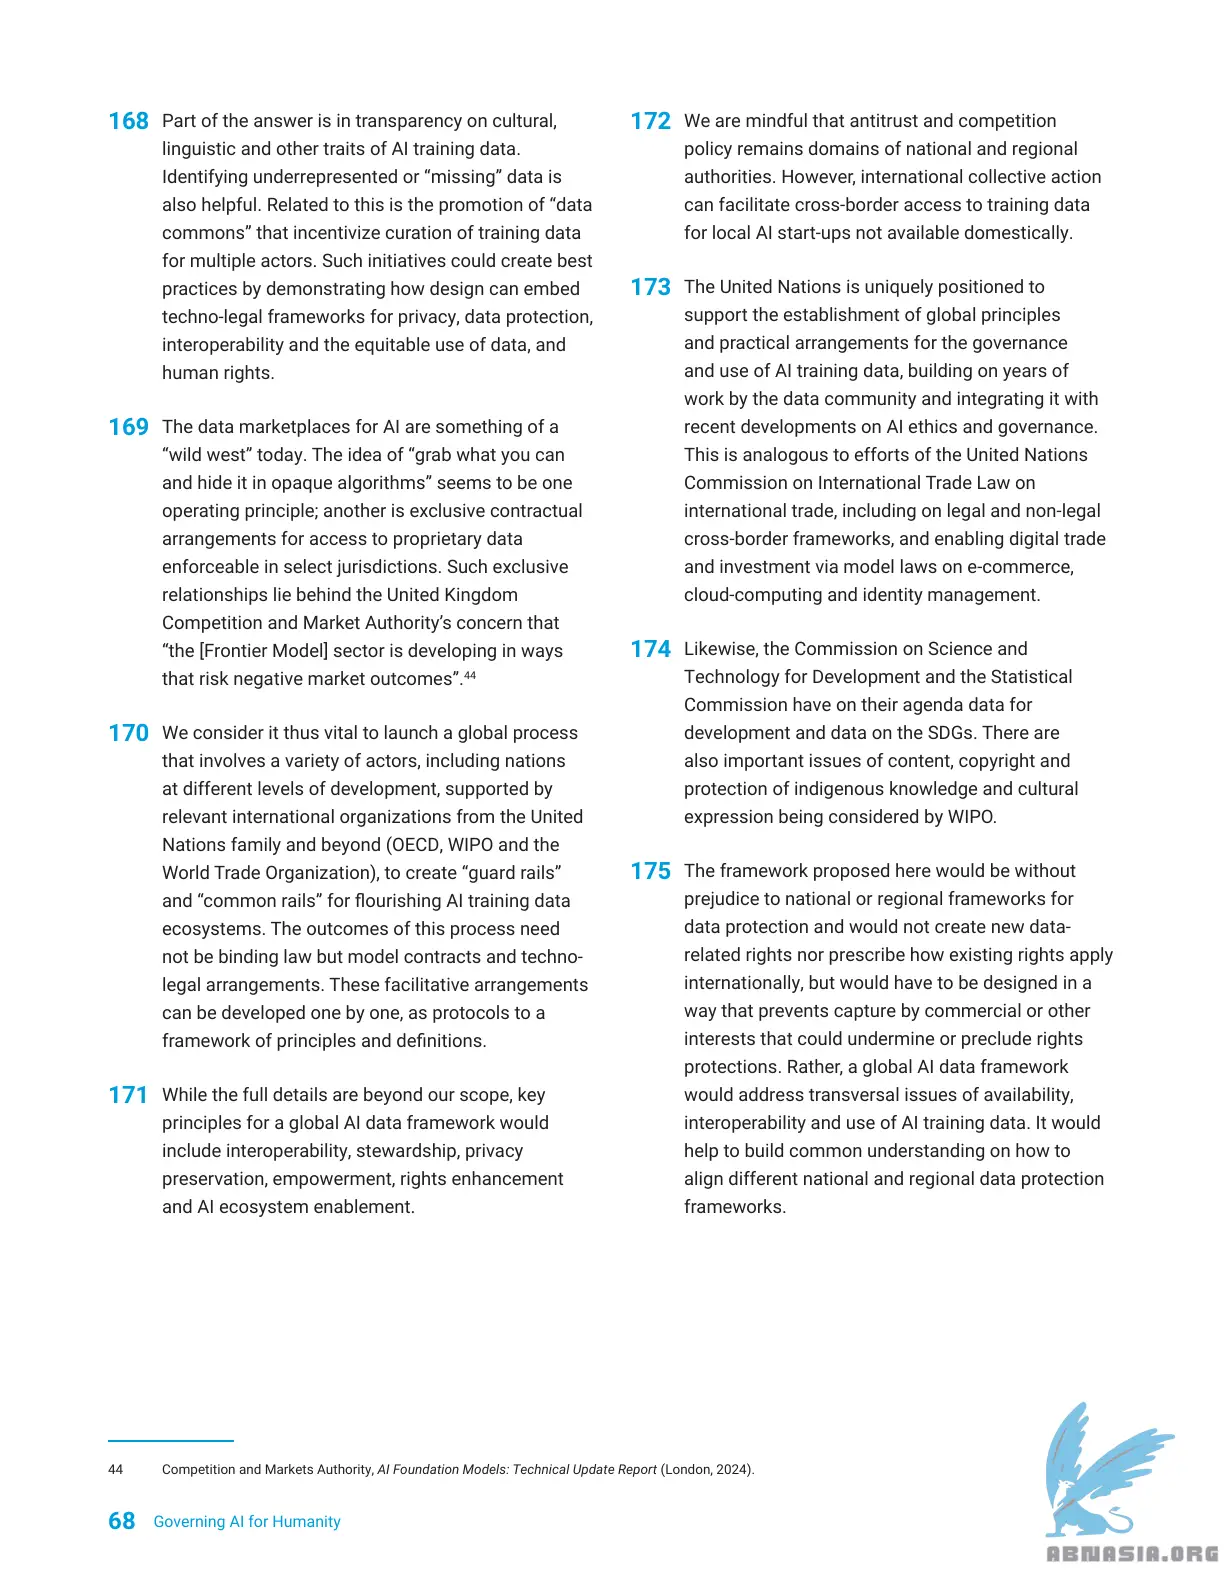 168 Part of the answer is in transparency on cultural,
linguistic and other traits of AI training data.
Identifying underrepresented or “missing” data is
also helpful. Related to this is the promotion of “data
commons” that incentivize curation of training data
for multiple actors. Such initiatives could create best
practices by demonstrating how design can embed
techno-legal frameworks for privacy, data protection,
interoperability and the equitable use of data, and
human rights.
169 The data marketplaces for AI are something of a
“wild west” today. The idea of “grab what you can
and hide it in opaque algorithms” seems to be one
operating principle; another is exclusive contractual
arrangements for access to proprietary data
enforceable in select jurisdictions. Such exclusive
relationships lie behind the United Kingdom
Competition and Market Authority’s concern that
“the [Frontier Model] sector is developing in ways
that risk negative market outcomes”.44
170 We consider it thus vital to launch a global process
that involves a variety of actors, including nations
at different levels of development, supported by
relevant international organizations from the United
Nations family and beyond (OECD, WIPO and the
World Trade Organization), to create “guard rails”
and “common rails” for flourishing AI training data
ecosystems. The outcomes of this process need
not be binding law but model contracts and techno-
legal arrangements. These facilitative arrangements
can be developed one by one, as protocols to a
framework of principles and definitions.
171 While the full details are beyond our scope, key
principles for a global AI data framework would
include interoperability, stewardship, privacy
preservation, empowerment, rights enhancement
and AI ecosystem enablement.
172 We are mindful that antitrust and competition
policy remains domains of national and regional
authorities. However, international collective action
can facilitate cross-border access to training data
for local AI start-ups not available domestically.
173 The United Nations is uniquely positioned to
support the establishment of global principles
and practical arrangements for the governance
and use of AI training data, building on years of
work by the data community and integrating it with
recent developments on AI ethics and governance.
This is analogous to efforts of the United Nations
Commission on International Trade Law on
international trade, including on legal and non-legal
cross-border frameworks, and enabling digital trade
and investment via model laws on e-commerce,
cloud-computing and identity management.
174 Likewise, the Commission on Science and
Technology for Development and the Statistical
Commission have on their agenda data for
development and data on the SDGs. There are
also important issues of content, copyright and
protection of indigenous knowledge and cultural
expression being considered by WIPO.
175 The framework proposed here would be without
prejudice to national or regional frameworks for
data protection and would not create new data-
related rights nor prescribe how existing rights apply
internationally, but would have to be designed in a
way that prevents capture by commercial or other
interests that could undermine or preclude rights
protections. Rather, a global AI data framework
would address transversal issues of availability,
interoperability and use of AI training data. It would
help to build common understanding on how to
align different national and regional data protection
frameworks.
44 Competition and Markets Authority, AI Foundation Models: Technical Update Report (London, 2024).
68 Governing AI for Humanity
ABNASIA.ORG